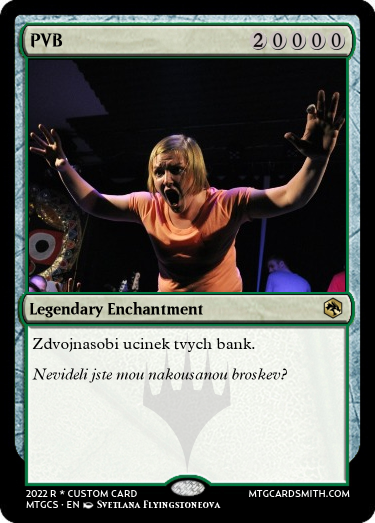 PVB 2 0 0 0 0
Legendary Enchantment
Zdvojnasobi ucinek tvych bank.
Nevideli jste mou nakousanou broskev?
2022 R * CUSTOM CARD MTGCARDSMITH.COM
MTGCS • EN Svetlana Flyingstoneova